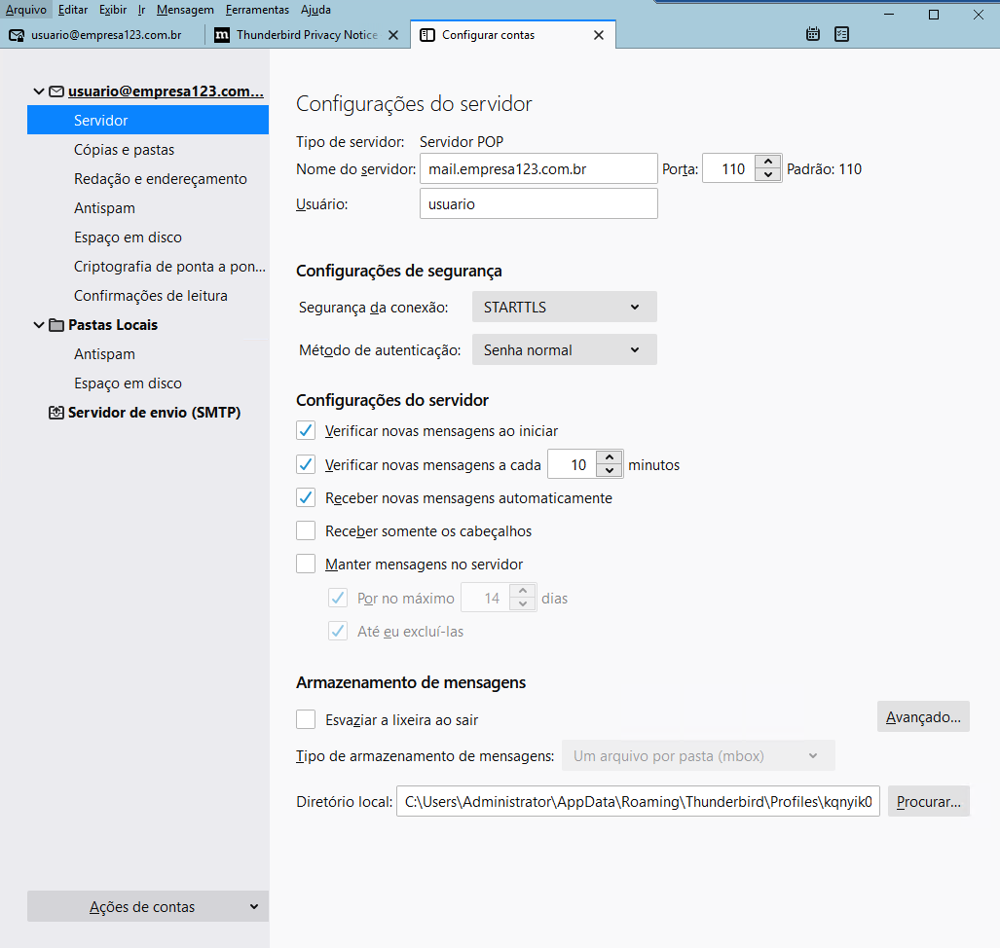 Arquivo Editar Exibir Ir Mensagem Ferramentas Ajuda
usuario@empresa123.com.br
Thunderbird Privacy Notice
Configurar contas
usuario@empresa123.com...
Servidor
Cópias e pastas
Redação e endereçamento
Antispam
Espaço em disco
Criptografia de ponta a pon...
Confirmações de leitura
Pastas Locais
Antispam
Espaço em disco
Servidor de envio (SMTP)
Ações de contas
Configurações do servidor
Tipo de servidor: Servidor POP
Nome do servidor: mail.empresa123.com.br Porta: 110 Padrão: 110
Usuário: usuario
Configurações de segurança
Segurança da conexão: STARTTLS
Método de autenticação: Senha normal
Configurações do servidor
Verificar novas mensagens ao iniciar
Verificar novas mensagens a cada 10 minutos
Receber novas mensagens automaticamente
Receber somente os cabeçalhos
Manter mensagens no servidor
Por no máximo 14 dias
Até eu excluí-las
Armazenamento de mensagens
Esvaziar a lixeira ao sair
Avançado...
Tipo de armazenamento de mensagens: Um arquivo por pasta (mbox)
Diretório local: C:\Users\Administrator\AppData\Roaming\Thunderbird\Profiles\kqnyik0 Procurar...